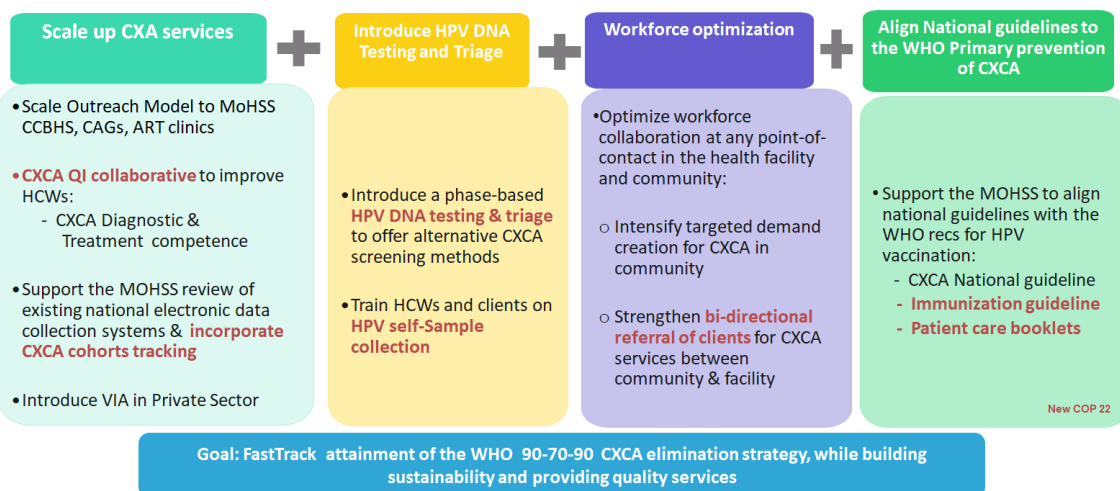 Scale up CXA services
•Scale Outreach Model to MoHSS
CCBHS, CAGs, ART clinics
•CXCA QI collaborative to improve
HCWs:
- CXCA Diagnostic &
Treatment competence
•Support the MOHSS review of
existing national electronic data
collection systems & incorporate
CXCA cohorts tracking
•Introduce VIA in Private Sector
Introduce HPV DNA
Testing and Triage
•Introduce a phase-based
HPV DNA testing & triage
to offer alternative CXCA
screening methods
•Train HCWs and clients on
HPV self-Sample
collection
Workforce optimization
•Optimize workforce
collaboration at any point-of-
contact in the health facility
and community:
o Intensify targeted demand
creation for CXCA in
community
o Strengthen bi-directional
referral of clients for CXCA
services between
community & facility
Align National guidelines to
the WHO Primary prevention
of CXCA
• Support the MOHSS to align
national guidelines with the
WHO recs for HPV
vaccination:
- CXCA National guideline
- Immunization guideline
- Patient care booklets
New COP 22
Goal: FastTrack attainment of the WHO 90-70-90 CXCA elimination strategy, while building
sustainability and providing quality services